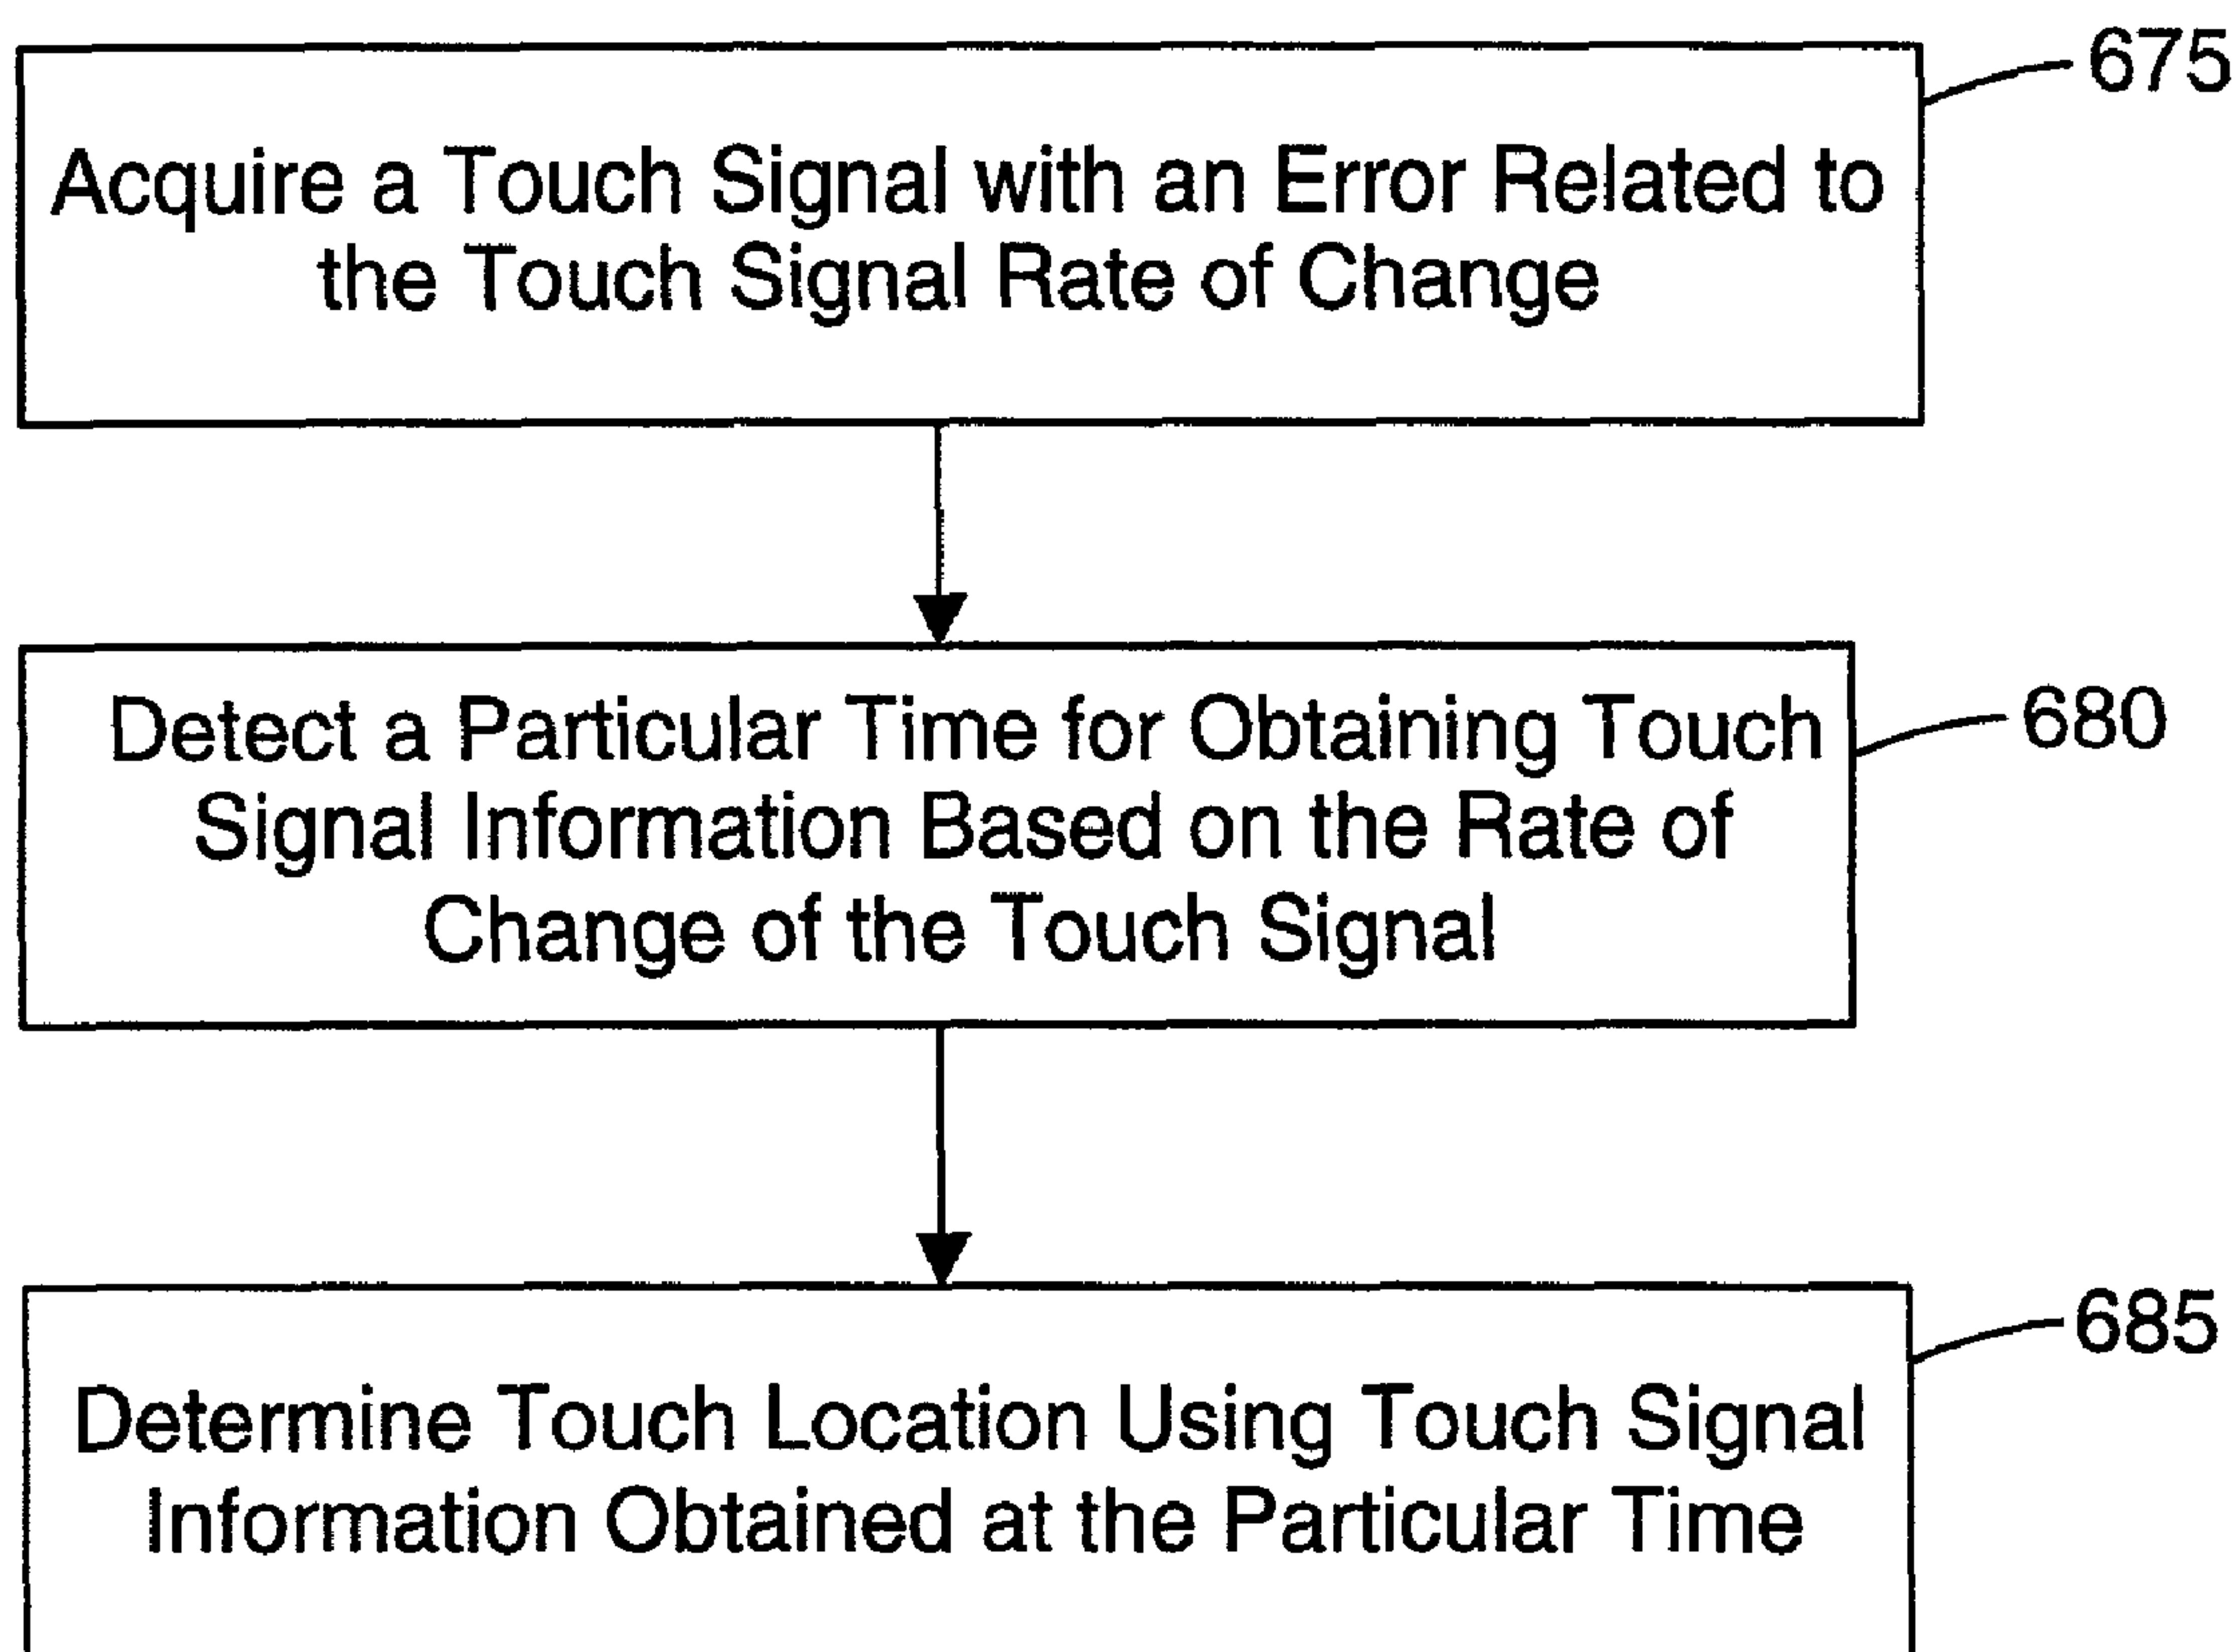 675
Acquire a Touch Signal with an Error Related to
the Touch Signal Rate of Change
680
Detect a Particular Time for Obtaining Touch
Signal Information Based on the Rate of
Change of the Touch Signal
685
Determine Touch Location Using Touch Signal
Information Obtained at the Particular Time